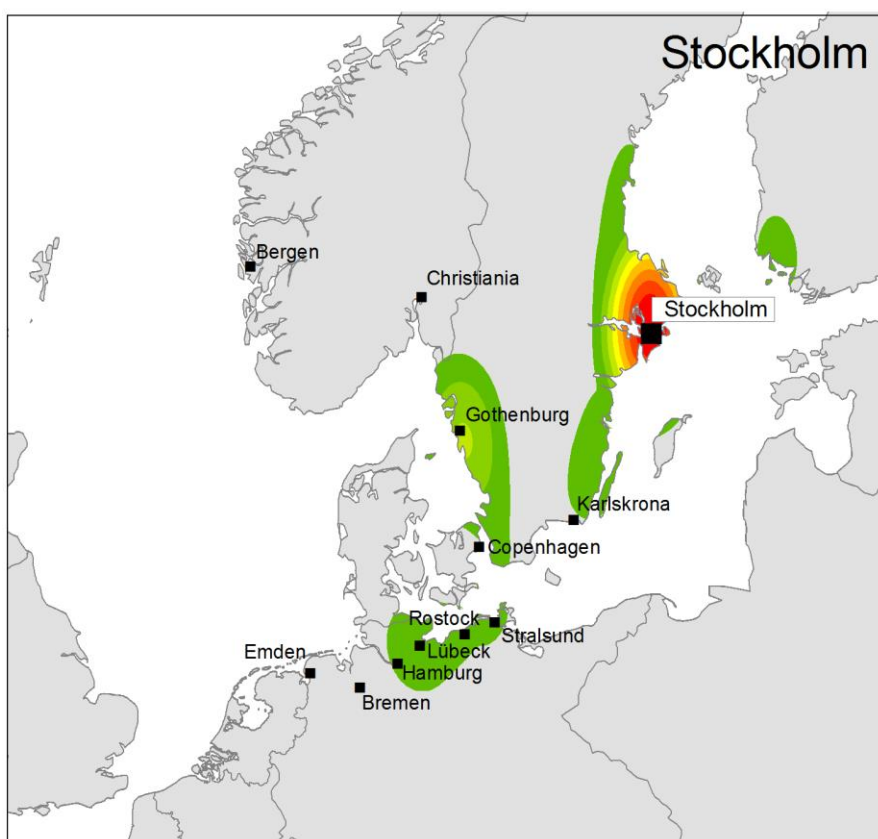 Stockholm
Bergen
Christiania
Stockholm
Gothenburg
Karlskrona
Copenhagen
Rostock
Stralsund
Emden
Lübeck
Hamburg
Bremen